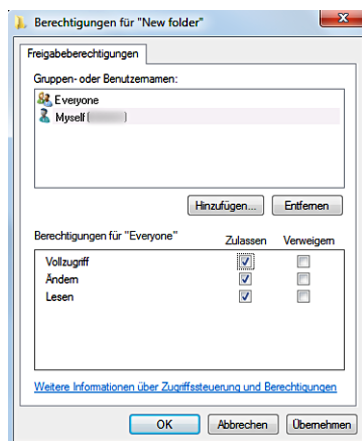 Berechtigungen für "New folder"
Freigabeberechtigungen
Gruppen- oder Benutzernamen:
Everyone
Myself (
Hinzufügen... Entfernen
Berechtigungen für "Everyone" Zulassen Verweigern
Vollzugriff
Ändern
Lesen
Weitere Informationen über Zugriffssteuerung und Berechtigungen
OK Abbrechen Übernehmen